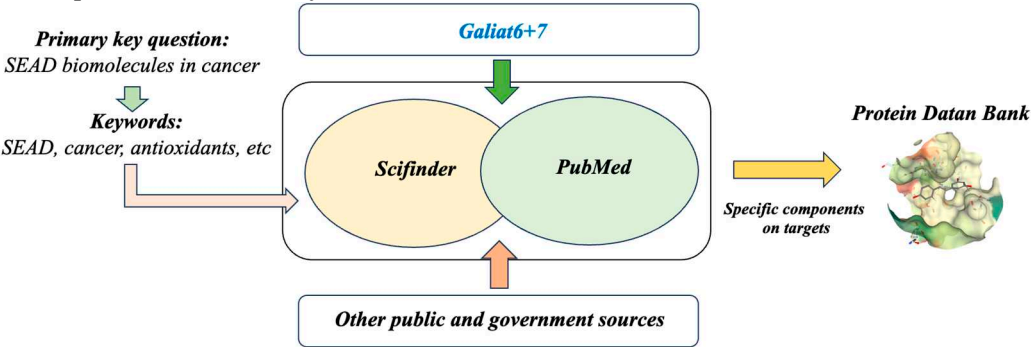 Galiat6+7
Primary key question:
SEAD biomolecules in cancer
Keywords:
SEAD, cancer, antioxidants, etc
Scifinder
PubMed
Specific components
on targets
Protein Datan Bank
Other public and government sources